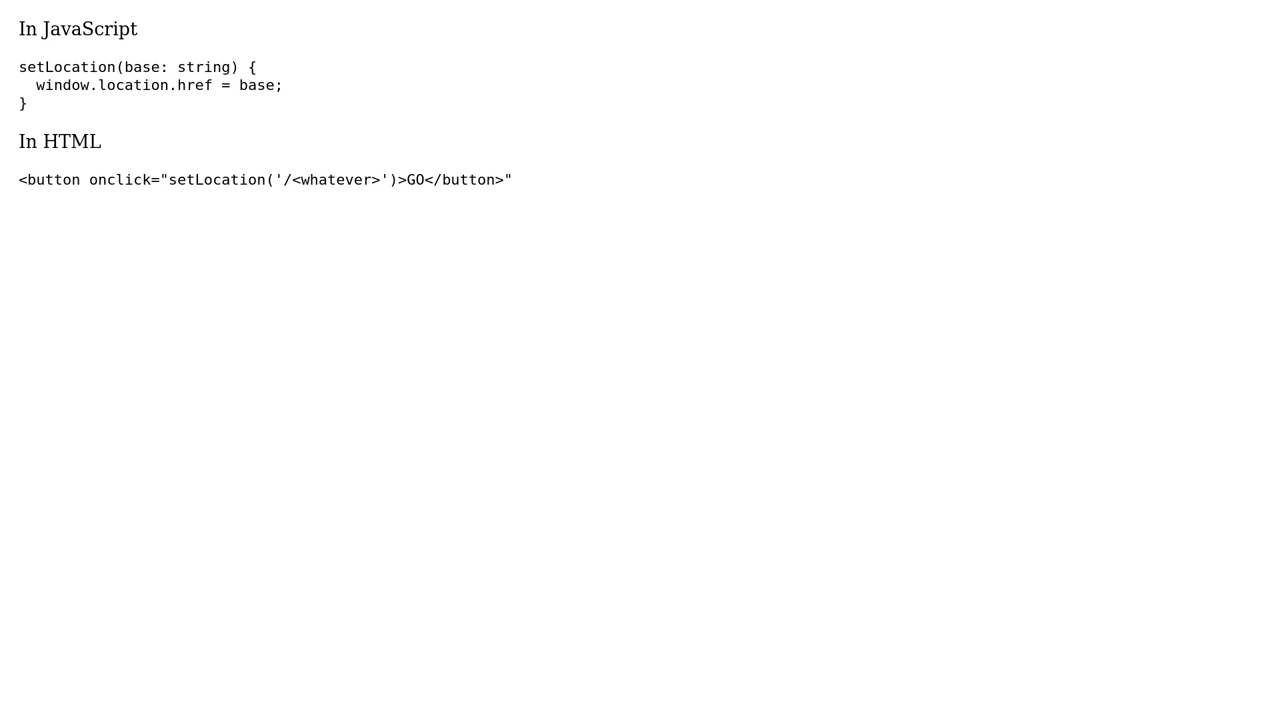 In JavaScript
setLocation(base: string) {
  window.location.href = base;
}
In HTML
<button onclick="setLocation('/<whatever>')>GO</button>"